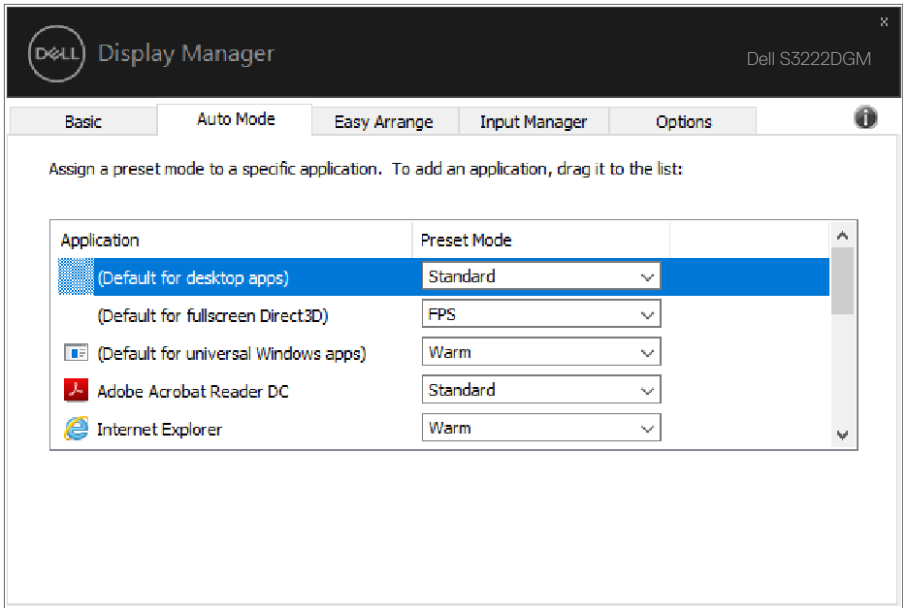 DELL Display Manager
x
Dell S3222DGM
Basic Auto Mode Easy Arrange Input Manager Options
Assign a preset mode to a specific application. To add an application, drag it to the list:
Application Preset Mode
(Default for desktop apps) Standard
(Default for fullscreen Direct3D) FPS
(Default for universal Windows apps) Warm
Adobe Acrobat Reader DC Standard
Internet Explorer Warm